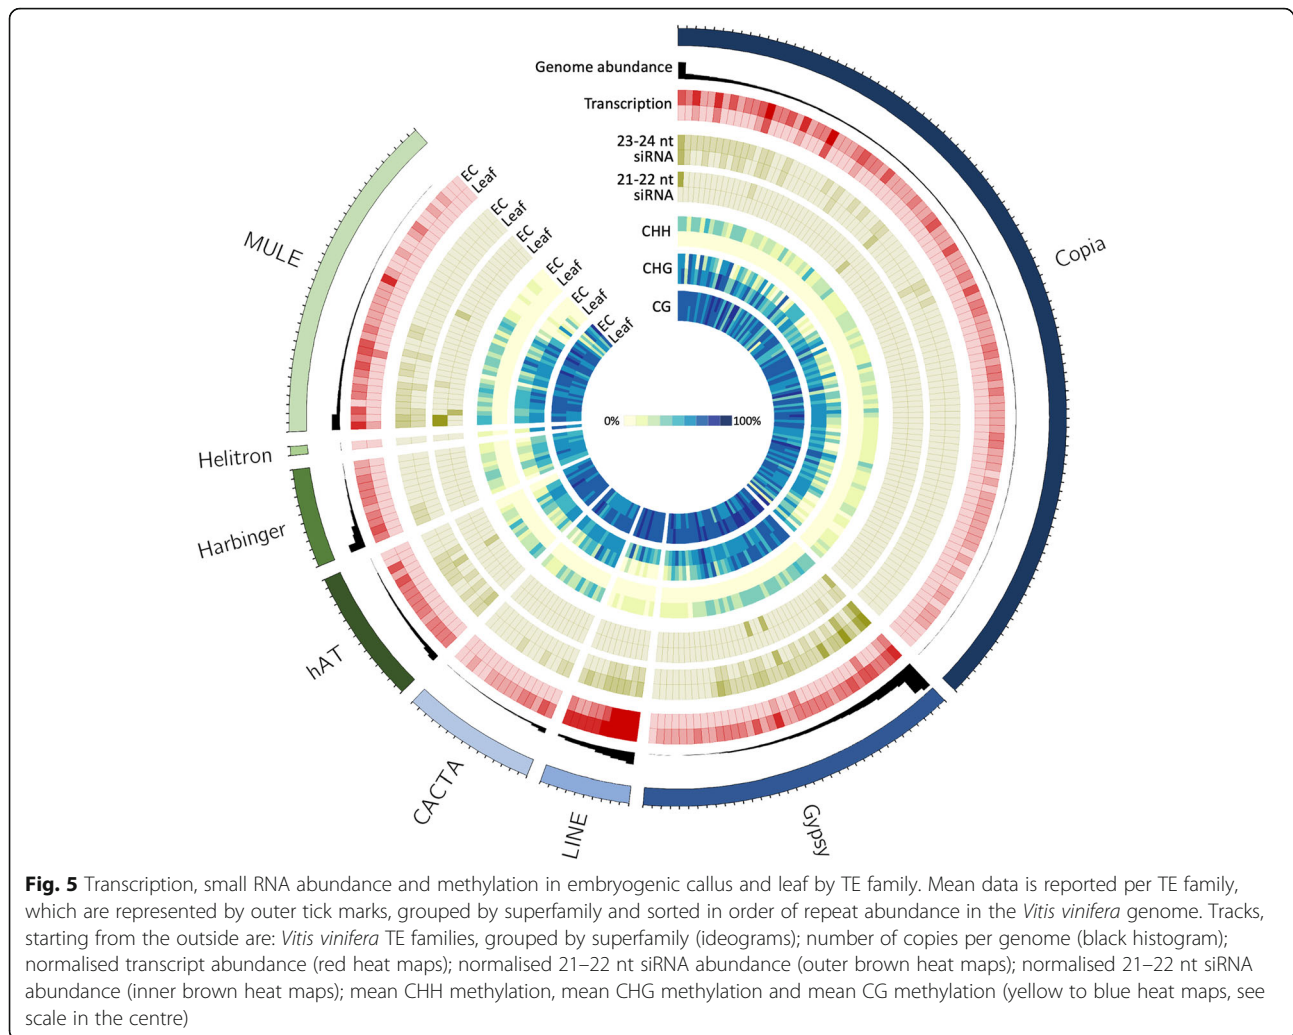 Genome abundance
Transcription
23-24 nt
siRNA
21-22 nt
siRNA
CHH
CHG
CG
EC
Leaf
EC
Leaf
EC
Leaf
EC
Leaf
EC
Leaf
EC
Leaf
0%
100%
Copia
MULE
Helitron
Harbinger
hAT
CACTA
LINE
Gypsy
Fig. 5 Transcription, small RNA abundance and methylation in embryogenic callus and leaf by TE family. Mean data is reported per TE family,
which are represented by outer tick marks, grouped by superfamily and sorted in order of repeat abundance in the Vitis vinifera genome. Tracks,
starting from the outside are: Vitis vinifera TE families, grouped by superfamily (ideograms); number of copies per genome (black histogram);
normalised transcript abundance (red heat maps); normalised 21–22 nt siRNA abundance (outer brown heat maps); normalised 21–22 nt siRNA
abundance (inner brown heat maps); mean CHH methylation, mean CHG methylation and mean CG methylation (yellow to blue heat maps, see
scale in the centre)